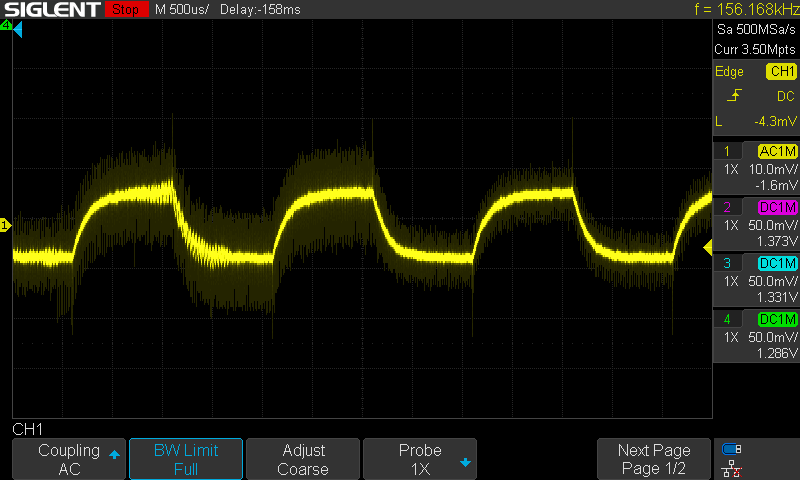 SIGLENT Stop M 500us/ Delay:-158ms f = 156.168kHz
Sa 500MSa/s
Curr 3.50Mpts
Edge CH1
DC
L -4.3mV
1 AC1M
1X 10.0mV/
-1.6mV
2 DC1M
1X 50.0mV/
1.373V
3 DC1M
1X 50.0mV/
1.331V
4 DC1M
1X 50.0mV/
1.286V
4
1
CH1
Coupling
AC
BW Limit
Full
Adjust
Coarse
Probe
1X
Next Page
Page 1/2